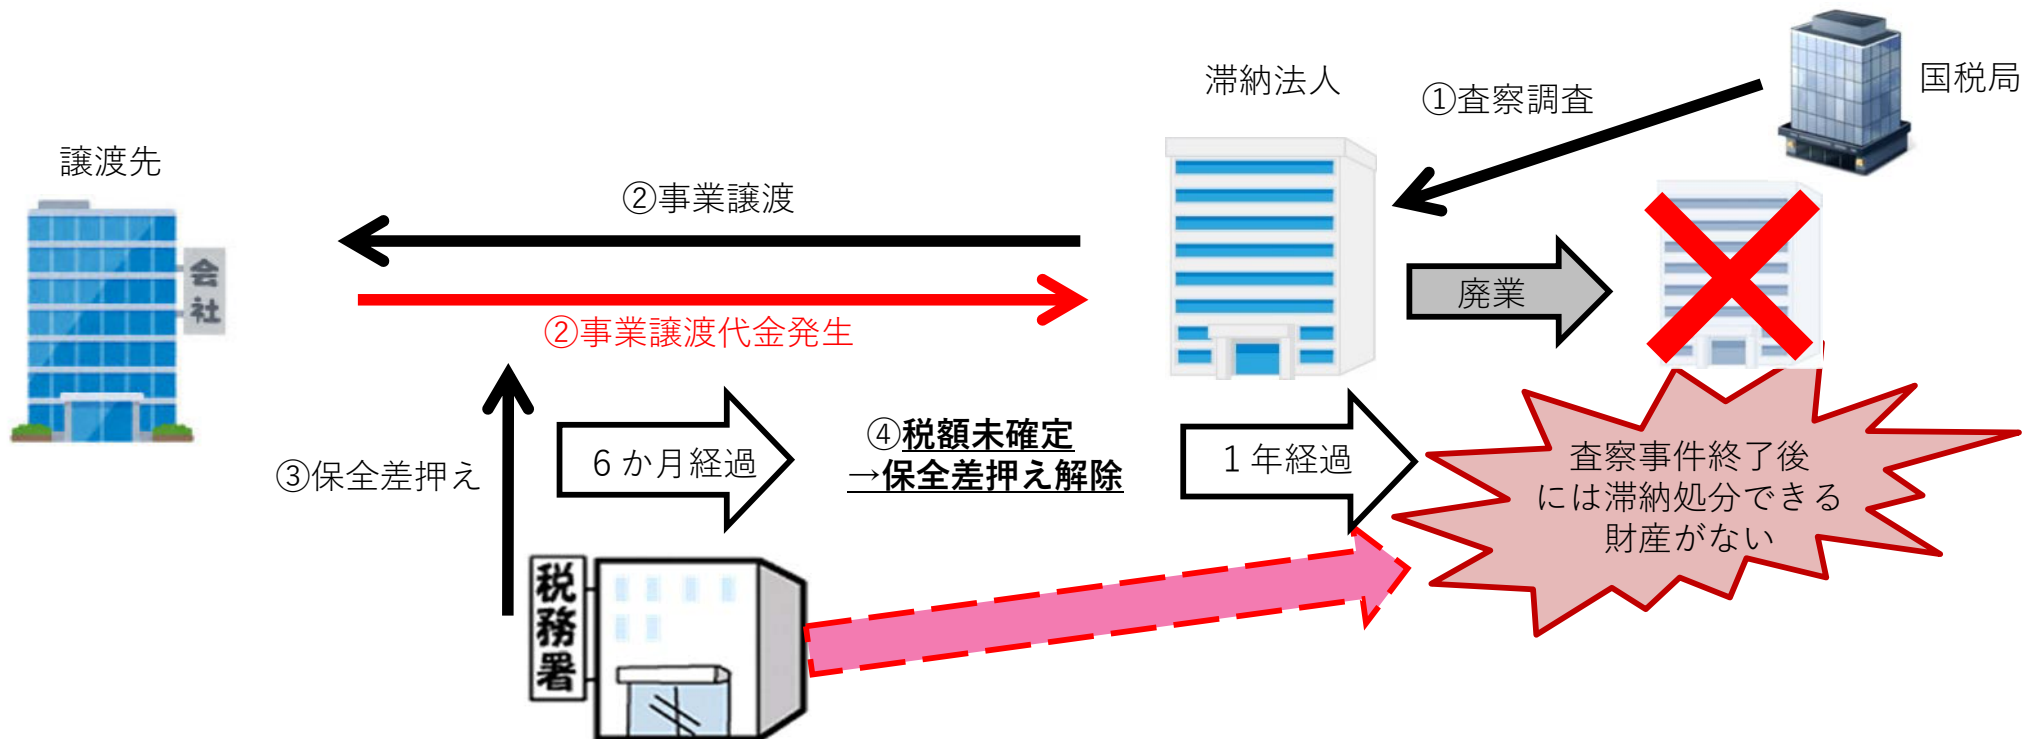 国税局
滞納法人
①査察調査
譲渡先
②事業譲渡
会社
廃業
②事業譲渡代金発生
③保全差押え
6か月経過
④税額未確定
→保全差押え解除
1年経過
査察事件終了後
には滞納処分できる
財産がない
税務署